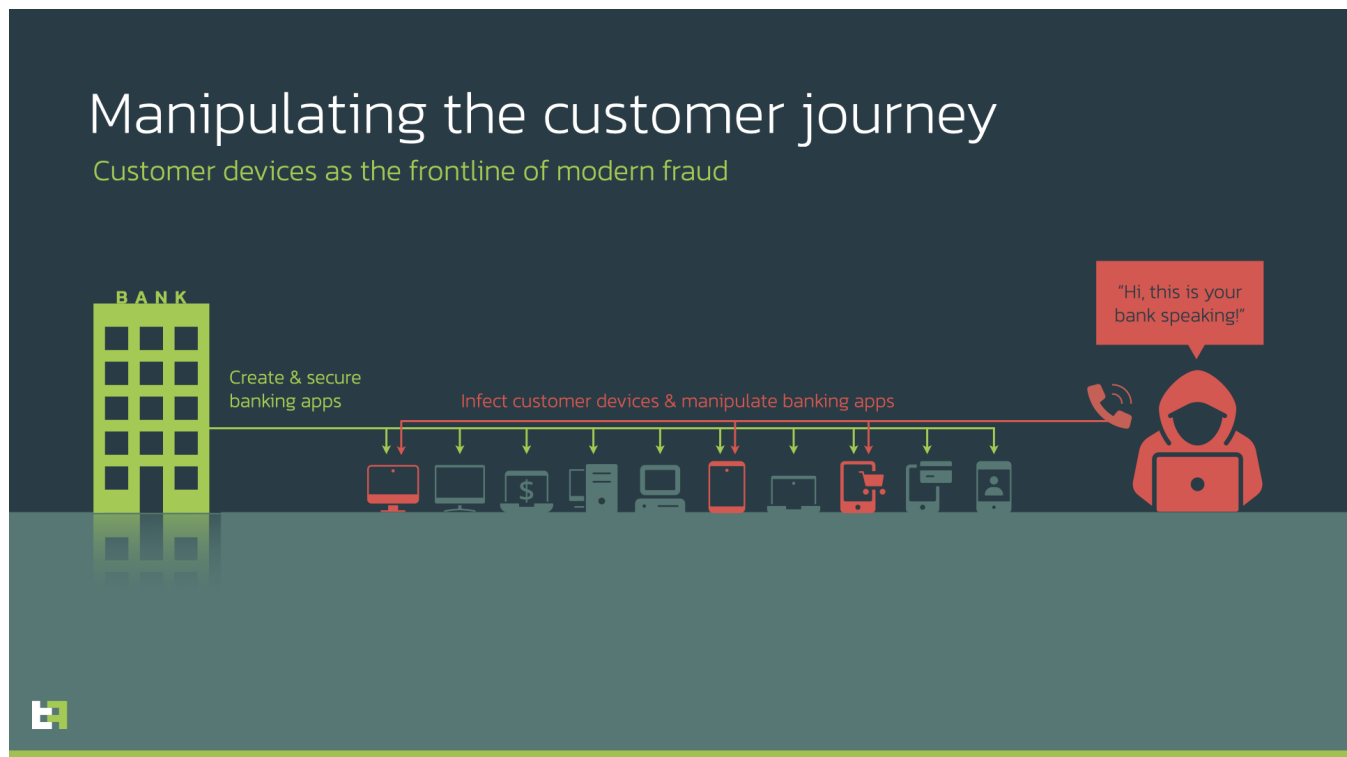 Manipulating the customer journey
Customer devices as the frontline of modern fraud
BANK
Create & secure
banking apps
Infect customer devices & manipulate banking apps
"Hi, this is your
bank speaking!"
$